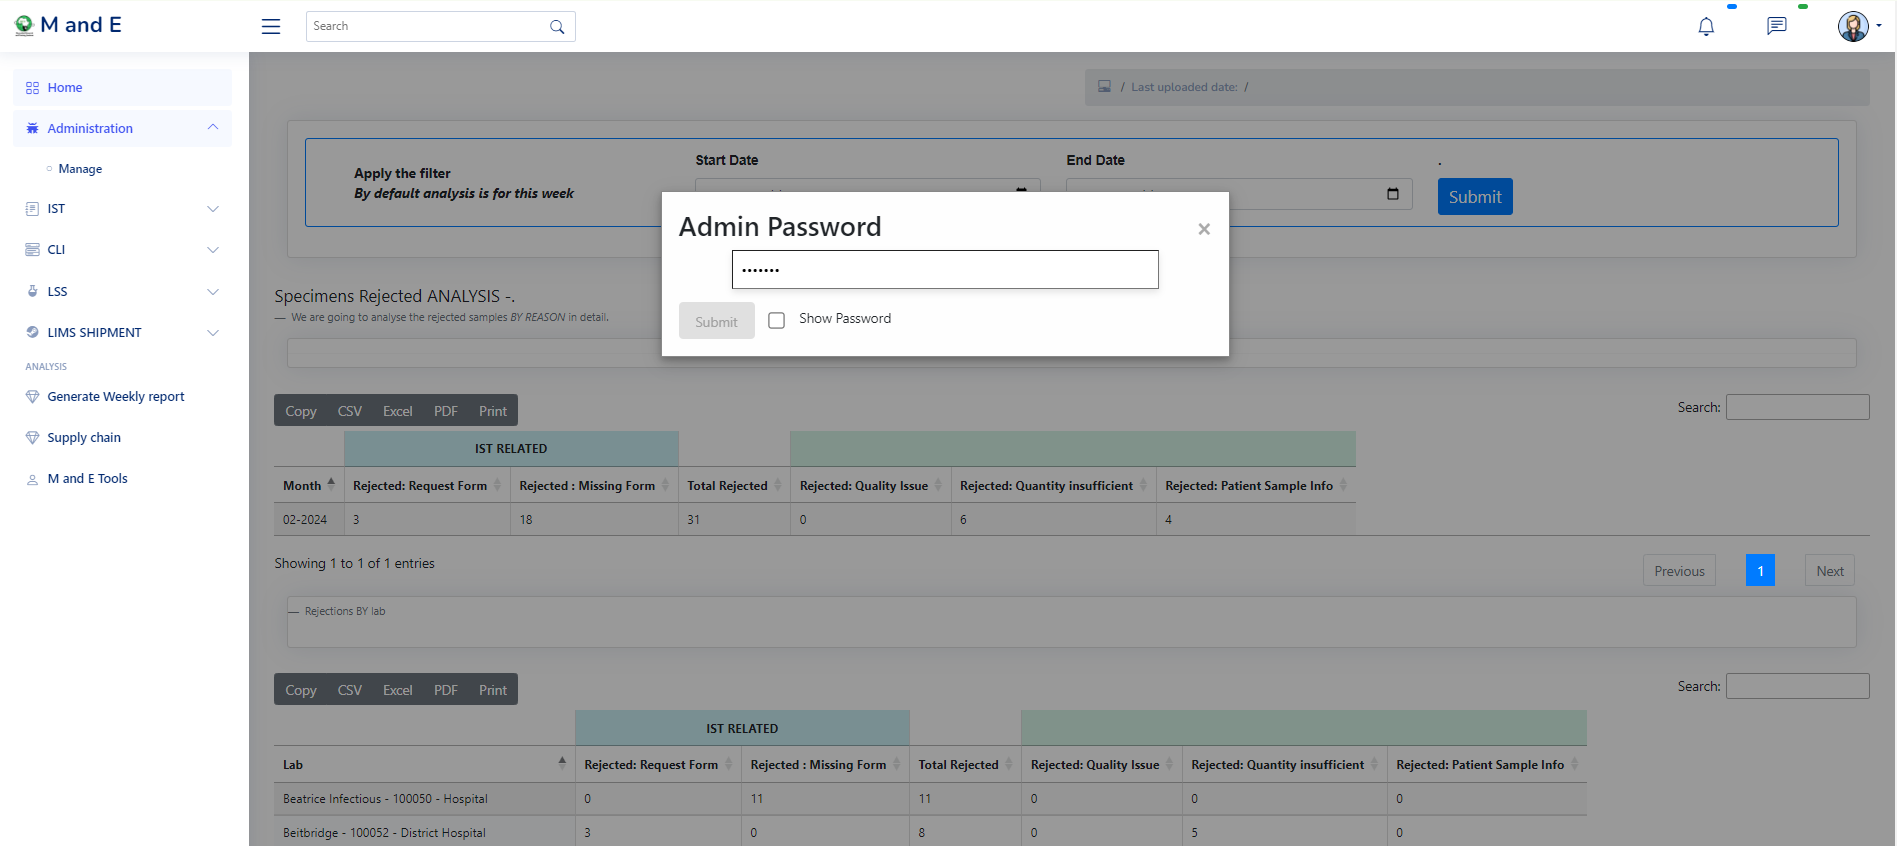 M and E
Search
Home
Administration
Manage
IST
CLI
LSS
LIMS SHIPMENT
ANALYSIS
Generate Weekly report
Supply chain
M and E Tools
/ Last uploaded date: /
Apply the filter
By default analysis is for this week
Start Date
End Date
.
Submit
Admin Password
×
•••••••
Submit
Show Password
Specimens Rejected ANALYSIS -.
— We are going to analyse the rejected samples BY REASON in detail.
Copy CSV Excel PDF Print
Search:
IST RELATED
Month Rejected: Request Form Rejected : Missing Form Total Rejected Rejected: Quality Issue Rejected: Quantity insufficient Rejected: Patient Sample Info
02-2024 3 18 31 0 6 4
Showing 1 to 1 of 1 entries
Previous 1 Next
— Rejections BY lab
Copy CSV Excel PDF Print
Search:
IST RELATED
Lab Rejected: Request Form Rejected : Missing Form Total Rejected Rejected: Quality Issue Rejected: Quantity insufficient Rejected: Patient Sample Info
Beatrice Infectious - 100050 - Hospital 0 11 11 0 0 0
Beitbridge - 100052 - District Hospital 3 0 8 0 5 0